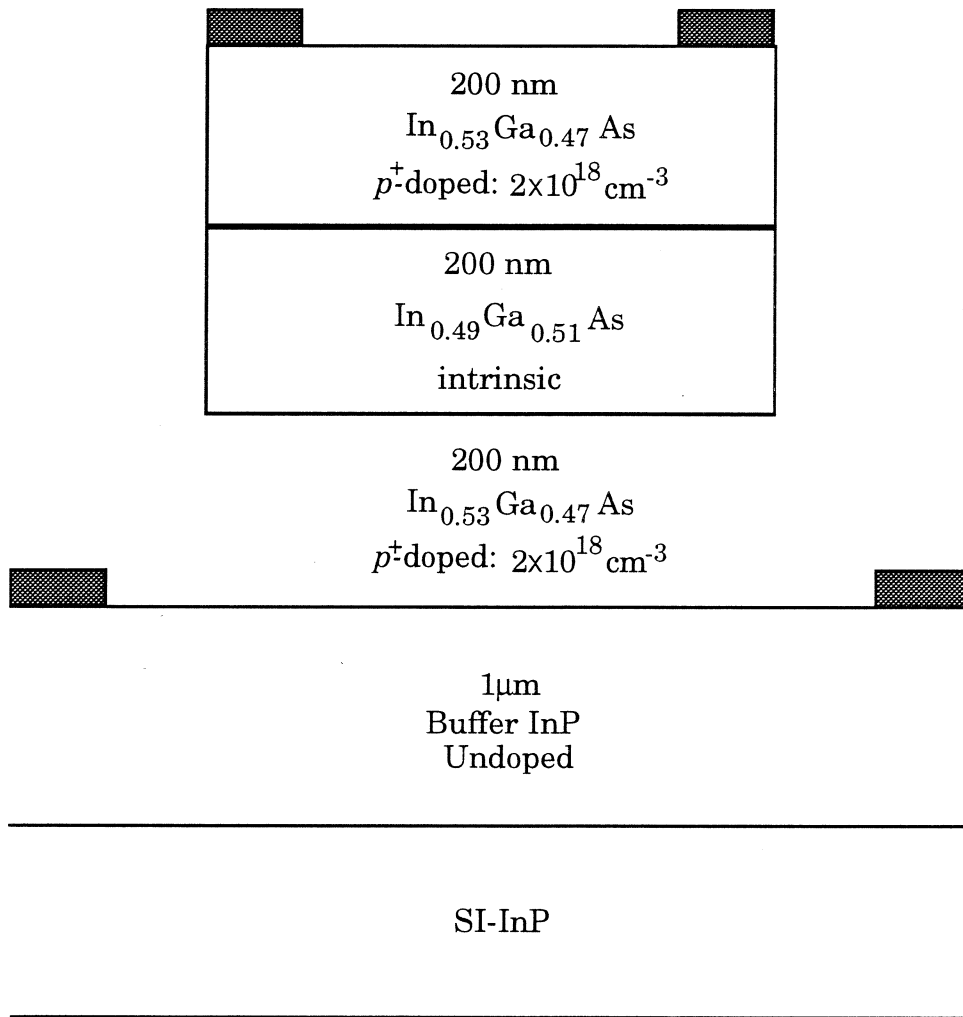 200 nm
In0.53Ga0.47As
p+-doped: 2x10^18 cm^-3
200 nm
In0.49Ga0.51As
intrinsic
200 nm
In0.53Ga0.47As
p+-doped: 2x10^18 cm^-3
1μm
Buffer InP
Undoped
SI-InP